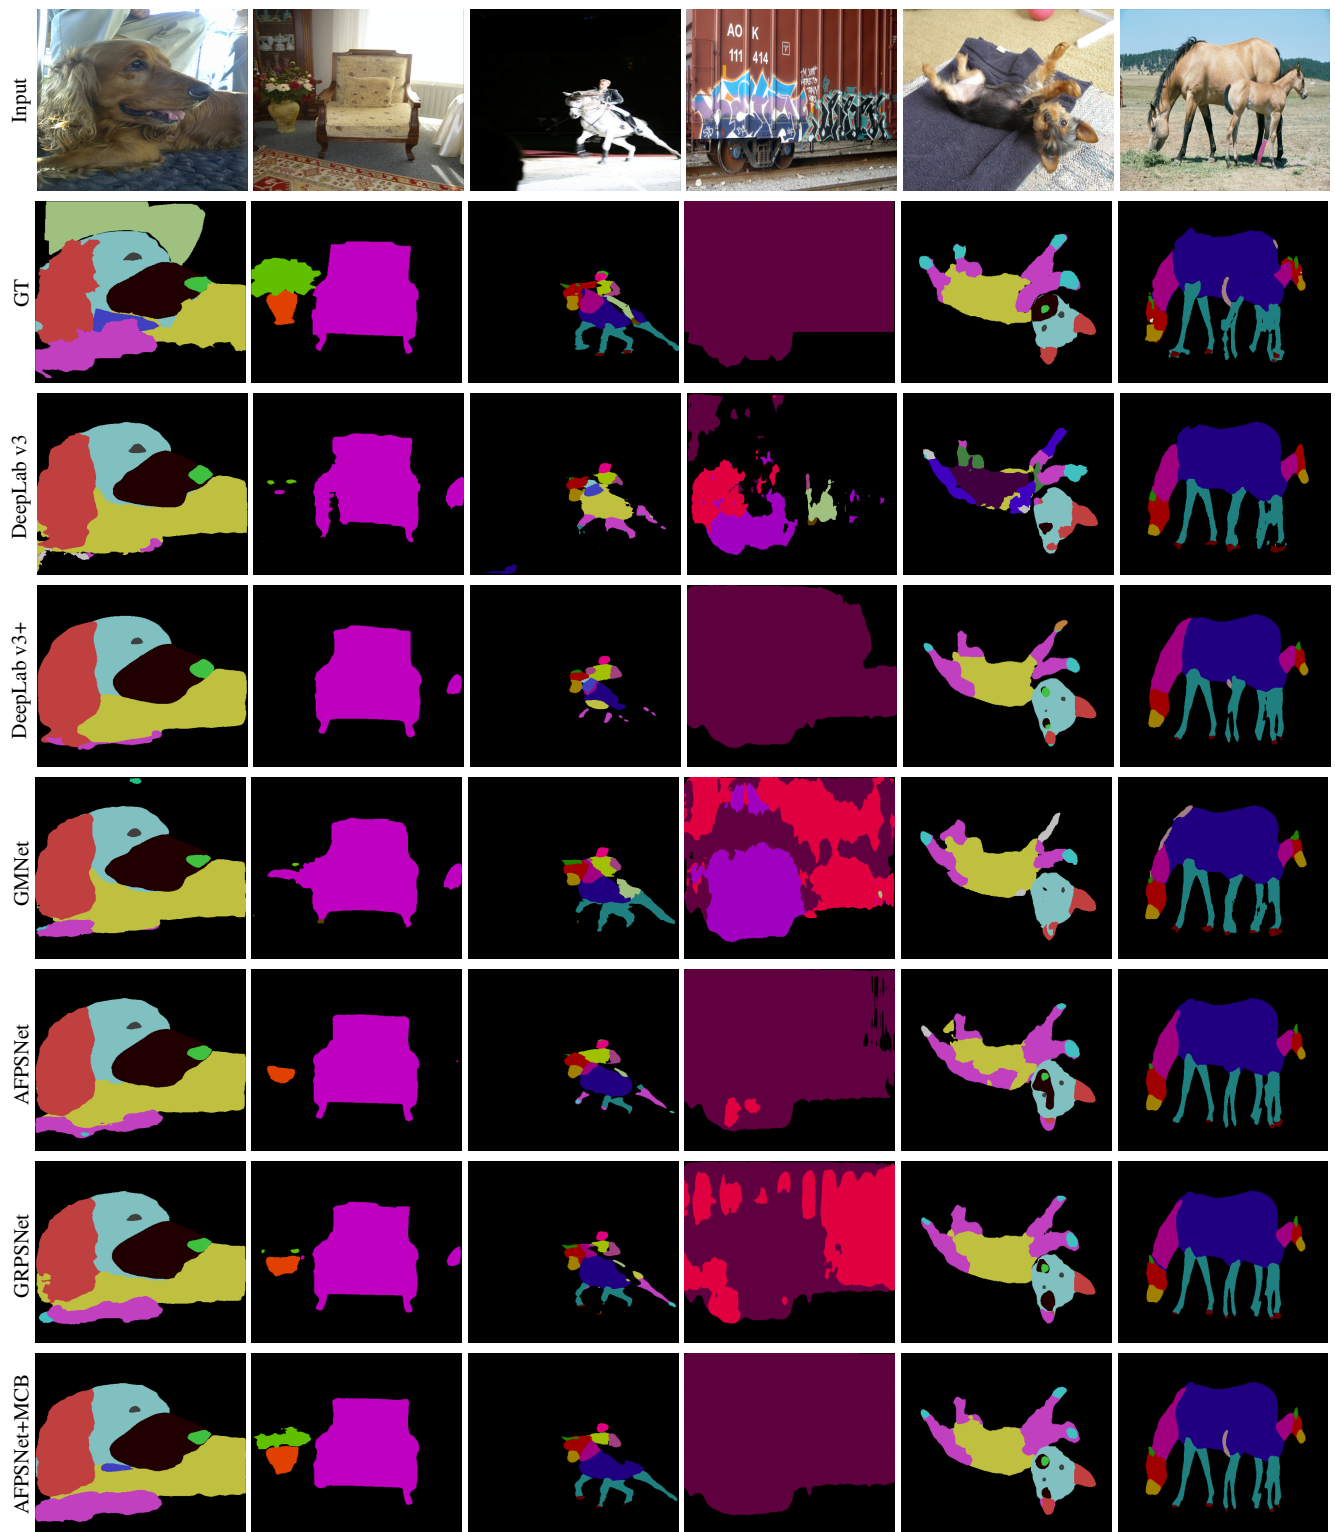 Input
AO K
111 414
GT
DeepLab v3
DeepLab v3+
GMNet
AFPSNet
GRPSNet
AFPSNet+MCB